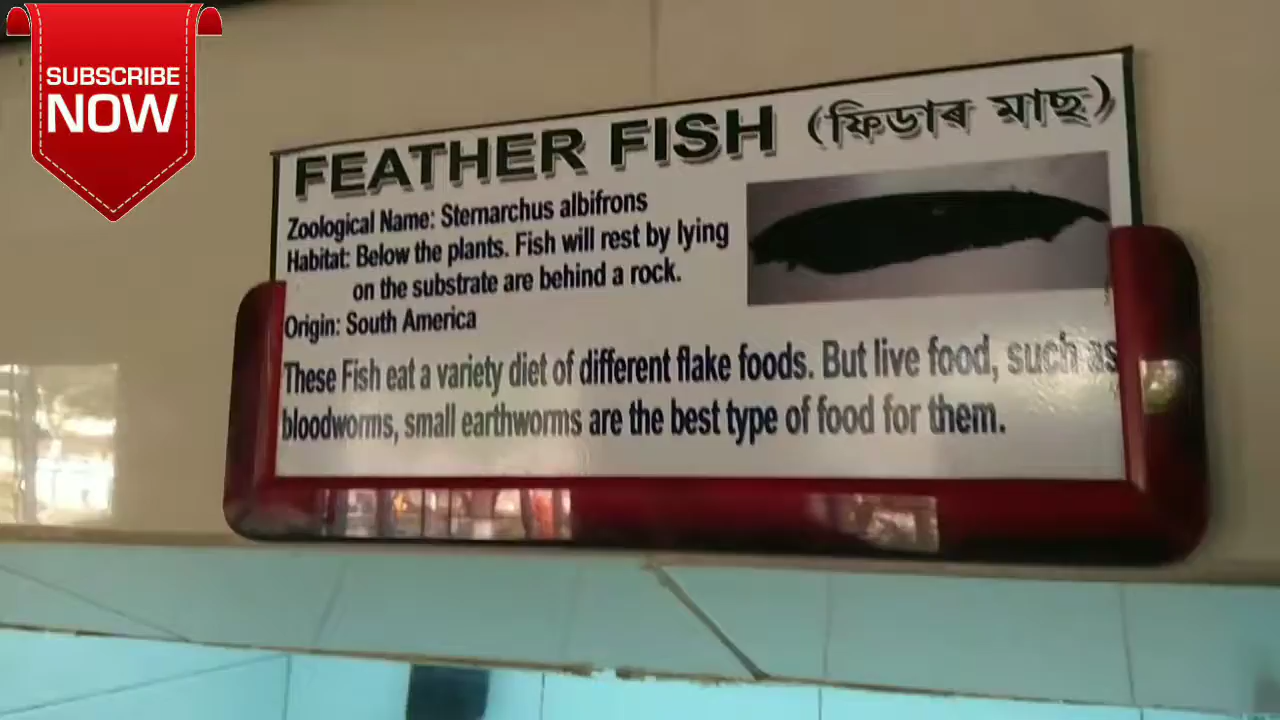 SUBSCRIBE
NOW
FEATHER FISH (ফিডাৰ মাছ)
Zoological Name: Sternarchus albifrons
Habitat: Below the plants. Fish will rest by lying
on the substrate are behind a rock.
Origin: South America
These Fish eat a variety diet of different flake foods. But live food, such as
bloodworms, small earthworms are the best type of food for them.